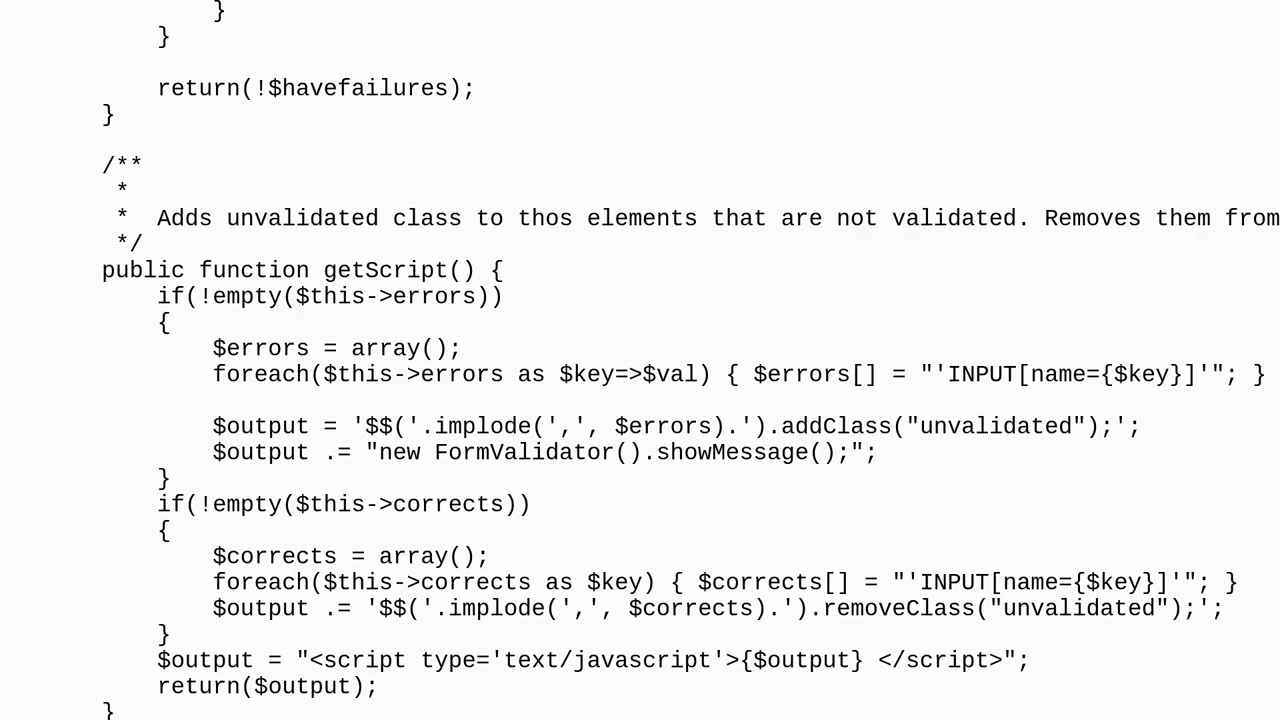 }
}
return(!$havefailures);
}
/**
*
* Adds unvalidated class to thos elements that are not validated. Removes them from
*/
public function getScript() {
if(!empty($this->errors))
{
$errors = array();
foreach($this->errors as $key=>$val) { $errors[] = "'INPUT[name={$key}]'"; }
$output = '$$('.implode(',', $errors).').addClass("unvalidated");';
$output .= "new FormValidator().showMessage();";
}
if(!empty($this->corrects))
{
$corrects = array();
foreach($this->corrects as $key) { $corrects[] = "'INPUT[name={$key}]'"; }
$output .= '$$('.implode(',', $corrects).').removeClass("unvalidated");';
}
$output = "<script type='text/javascript'>{$output} </script>";
return($output);
}